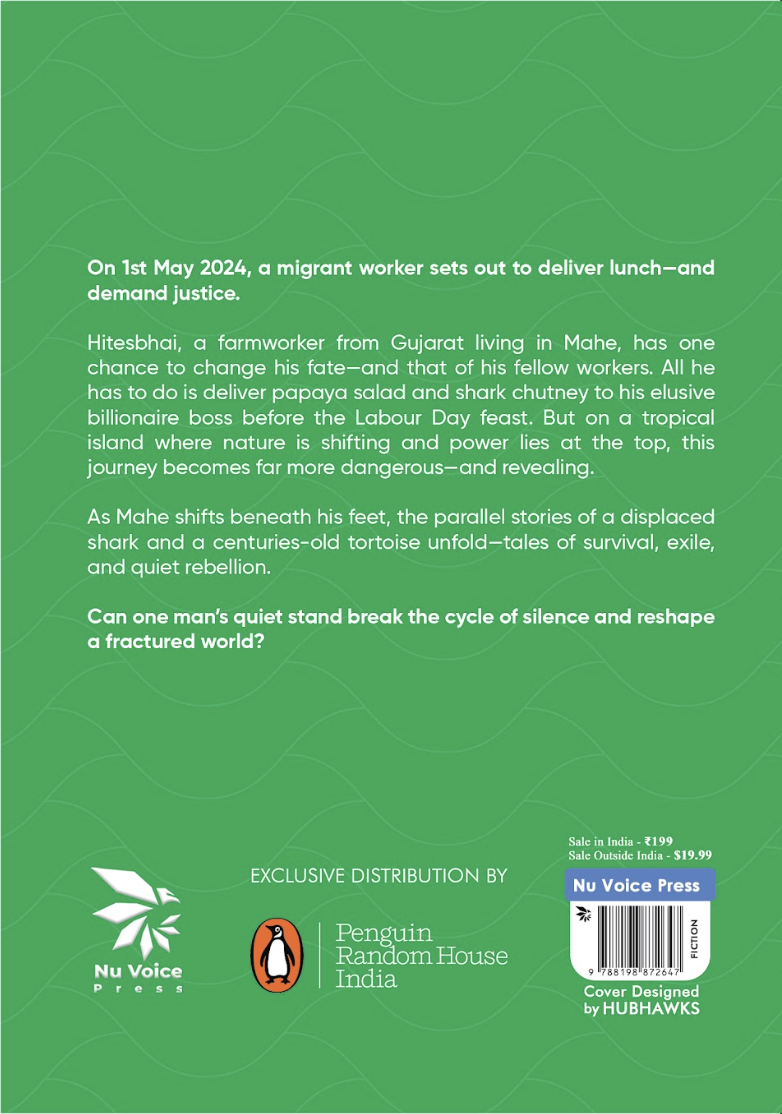 On 1st May 2024, a migrant worker sets out to deliver lunch—and
demand justice.
Hitesbhai, a farmworker from Gujarat living in Mahe, has one
chance to change his fate—and that of his fellow workers. All he
has to do is deliver papaya salad and shark chutney to his elusive
billionaire boss before the Labour Day feast. But on a tropical
island where nature is shifting and power lies at the top, this
journey becomes far more dangerous—and revealing.
As Mahe shifts beneath his feet, the parallel stories of a displaced
shark and a centuries-old tortoise unfold—tales of survival, exile,
and quiet rebellion.
Can one man's quiet stand break the cycle of silence and reshape
a fractured world?
Nu Voice
Press
EXCLUSIVE DISTRIBUTION BY
Penguin
Random House
India
Sale in India - ₹199
Sale Outside India - $19.99
Nu Voice Press
FICTION
9 788198 872647
Cover Designed
by HUBHAWKS